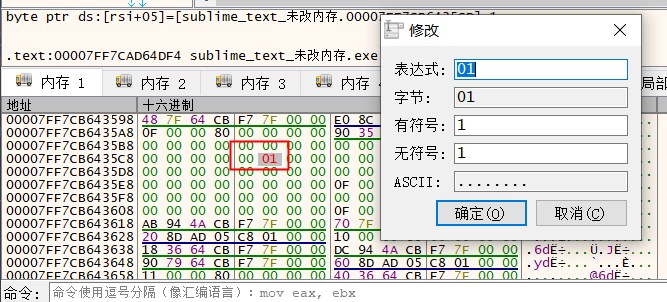 byte ptr ds:[rsi+05]=[sublime_text_未改内存.00007FF7
.text:00007FF7CAD64DF4 sublime_text_未改内存.exe
内存 1 内存 2 内存 3
地址 十六进制
00007FF7CB643598 48 7F 64 CB F7 7F 00 00 E0 8C
00007FF7CB6435A8 0F 00 00 80 00 00 00 00 90 35
00007FF7CB6435B8 00 00 00 00 00 00 00 00 00 00
00007FF7CB6435C8 00 00 00 00 00 01 00 00 00 00
00007FF7CB6435D8 00 00 00 00 00 00 00 00 00 00
00007FF7CB6435E8 00 00 00 00 00 00 00 00 0F 00
00007FF7CB6435F8 00 00 00 00 00 00 00 00 00 00
00007FF7CB643608 00 00 00 00 00 00 00 00 0F 00
00007FF7CB643618 AB 94 4A CB F7 7F 00 00 70 7F
00007FF7CB643628 20 8D AD 05 C8 01 00 00 10 00
00007FF7CB643638 18 36 64 CB F7 7F 00 00 DC 94 4A CB F7 7F 00 00 .6dË÷... Ü.JË÷...
00007FF7CB643648 90 79 64 CB F7 7F 00 00 60 8D AD 05 C8 01 00 00 .ydË÷...
00007FF7CB643658 11 00 00 80 00 00 00 00 40 36 64 CB F7 7F 00 00 @6dË÷...
修改
表达式: 01
字节: 01
有符号: 1
无符号: 1
ASCII: ........
确定(O) 取消(C)
命令: 命令使用逗号分隔（像汇编语言）: mov eax, ebx